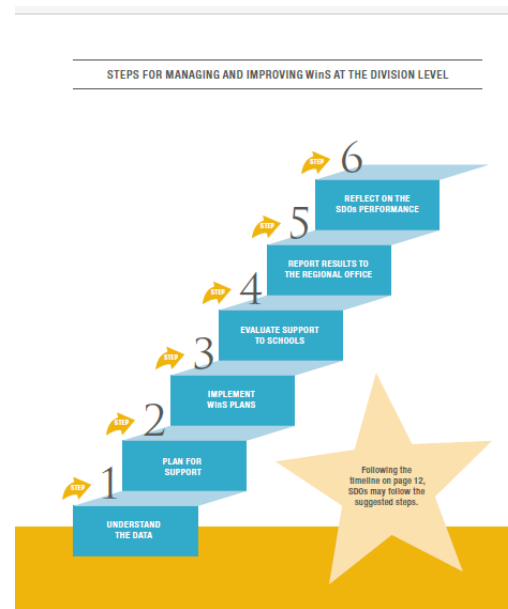 STEPS FOR MANAGING AND IMPROVING WinS AT THE DIVISION LEVEL
STEP 6
REFLECT ON THE
SDOs PERFORMANCE
STEP 5
REPORT RESULTS TO
THE REGIONAL OFFICE
STEP 4
EVALUATE SUPPORT
TO SCHOOLS
STEP 3
IMPLEMENT
WinS PLANS
STEP 2
PLAN FOR
SUPPORT
STEP 1
UNDERSTAND
THE DATA
Following the
timeline on page 12,
SDOs may follow the
suggested steps.